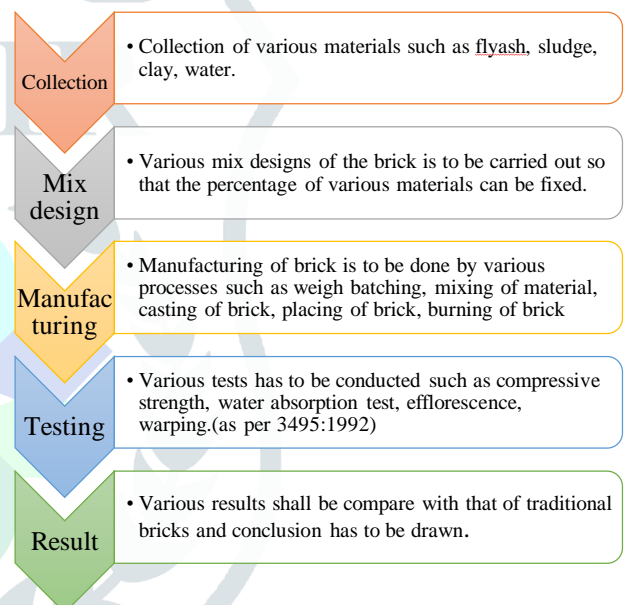 Collection
• Collection of various materials such as flyash, sludge,
clay, water.
Mix
design
• Various mix designs of the brick is to be carried out so
that the percentage of various materials can be fixed.
Manufac
turing
• Manufacturing of brick is to be done by various
processes such as weigh batching, mixing of material,
casting of brick, placing of brick, burning of brick
Testing
• Various tests has to be conducted such as compressive
strength, water absorption test, efflorescence,
warping.(as per 3495:1992)
Result
• Various results shall be compare with that of traditional
bricks and conclusion has to be drawn.